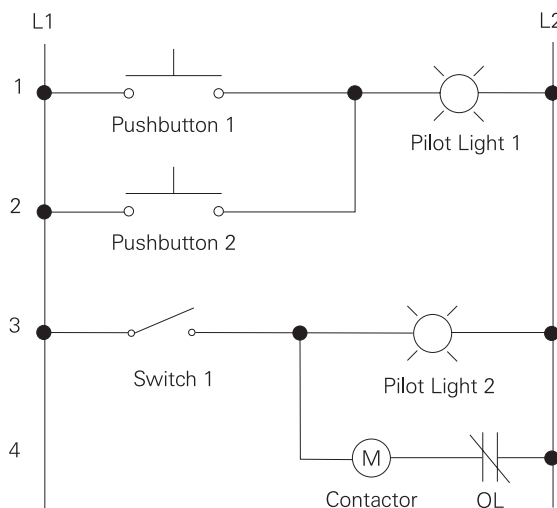 L1
L2
1
Pushbutton 1
Pilot Light 1
2
Pushbutton 2
3
Switch 1
Pilot Light 2
4
M
Contactor
OL